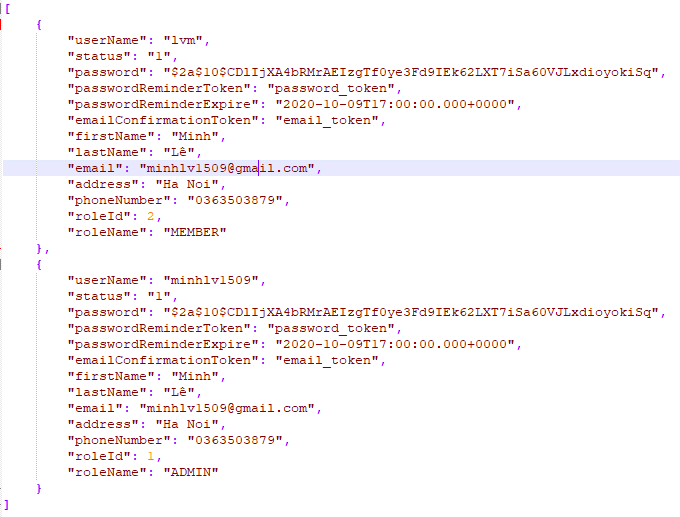 [
{
"userName": "lvm",
"status": "1",
"password": "$2a$10$CDlIjXA4bRMrAEIzgTf0ye3Fd9IEk62LXT7iSa60VJLxdioyokiSq",
"passwordReminderToken": "password_token",
"passwordReminderExpire": "2020-10-09T17:00:00.000+0000",
"emailConfirmationToken": "email_token",
"firstName": "Minh",
"lastName": "Lê",
"email": "minhlv1509@gmail.com",
"address": "Ha Noi",
"phoneNumber": "0363503879",
"roleId": 2,
"roleName": "MEMBER"
},
{
"userName": "minhlv1509",
"status": "1",
"password": "$2a$10$CDlIjXA4bRMrAEIzgTf0ye3Fd9IEk62LXT7iSa60VJLxdioyokiSq",
"passwordReminderToken": "password_token",
"passwordReminderExpire": "2020-10-09T17:00:00.000+0000",
"emailConfirmationToken": "email_token",
"firstName": "Minh",
"lastName": "Lê",
"email": "minhlv1509@gmail.com",
"address": "Ha Noi",
"phoneNumber": "0363503879",
"roleId": 1,
"roleName": "ADMIN"
}
]